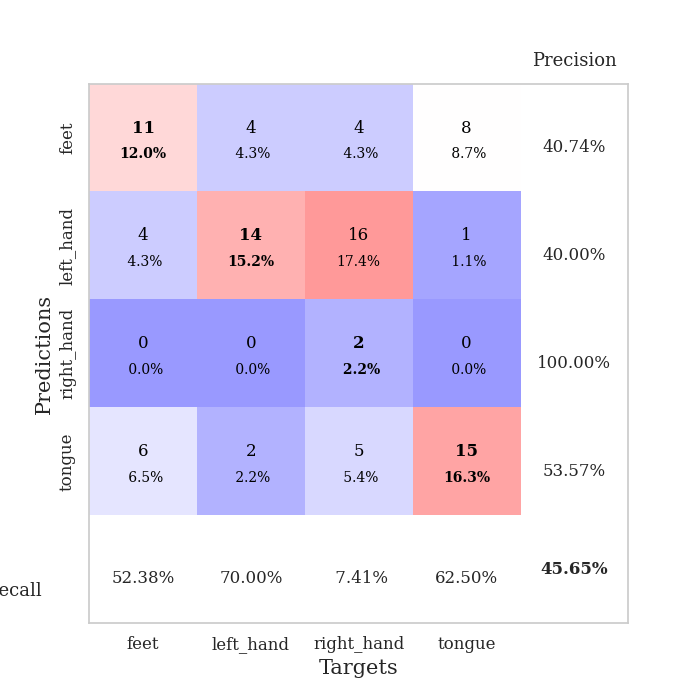 Precision
feet
11 4 4 8
12.0% 4.3% 4.3% 8.7%
40.74%
left_hand
4 14 16 1
4.3% 15.2% 17.4% 1.1%
40.00%
Predictions
right_hand
0 0 2 0
0.0% 0.0% 2.2% 0.0%
100.00%
tongue
6 2 5 15
6.5% 2.2% 5.4% 16.3%
53.57%
ecall
52.38% 70.00% 7.41% 62.50% 45.65%
feet left_hand right_hand tongue
Targets